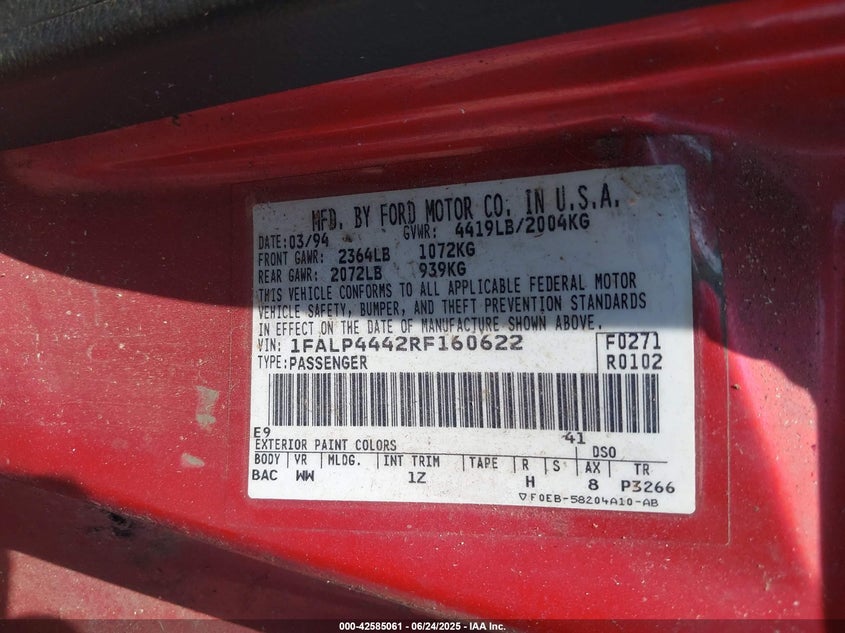 MFD. BY FORD MOTOR CO. IN U.S.A.
DATE: 03/94 GVWR: 4419LB/2004KG
FRONT GAWR: 2364LB 1072KG
REAR GAWR: 2072LB 939KG
THIS VEHICLE CONFORMS TO ALL APPLICABLE FEDERAL MOTOR
VEHICLE SAFETY, BUMPER, AND THEFT PREVENTION STANDARDS
IN EFFECT ON THE DATE OF MANUFACTURE SHOWN ABOVE.
VIN: 1FALP4442RF160622 F0271
TYPE: PASSENGER R0102
E9 41
EXTERIOR PAINT COLORS DSO
BODY VR MLDG. INT TRIM TAPE R S AX TR
BAC WW 1Z H 8 P3266
▽F0EB-58204A10-AB
000-42585061 - 06/24/2025 - IAA Inc.